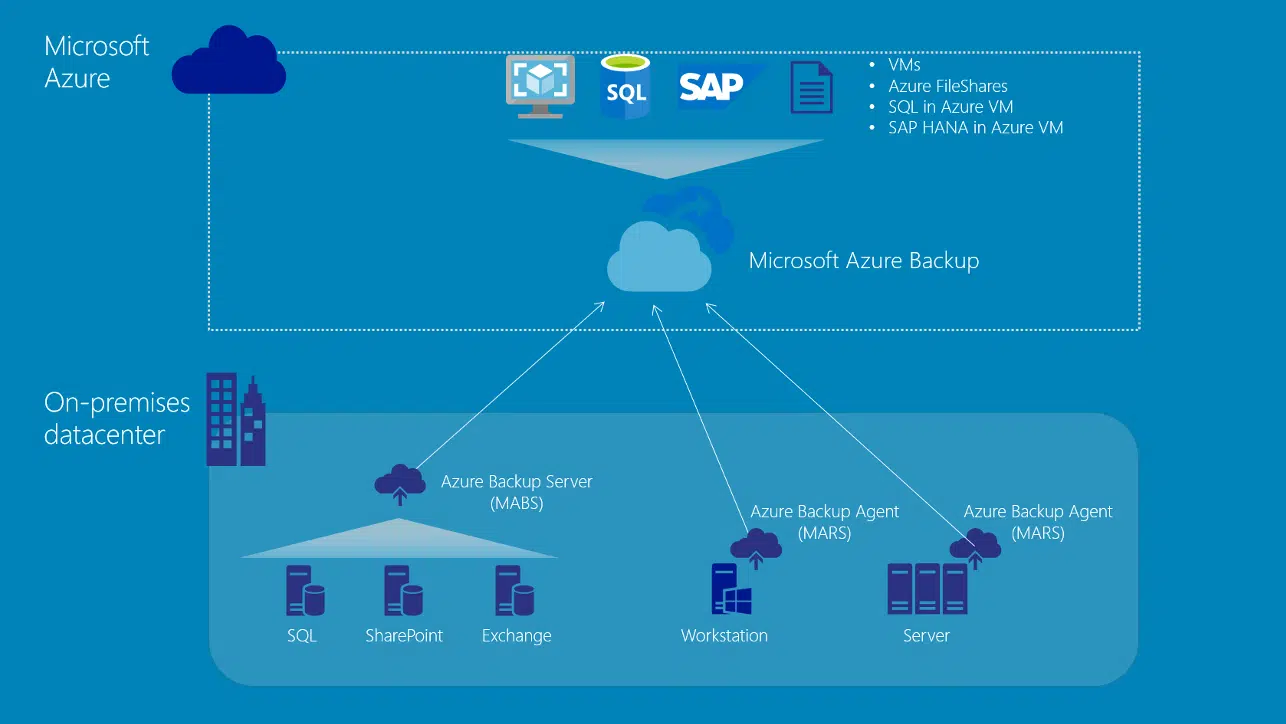 Microsoft
Azure
SQL
SAP
• VMs
• Azure FileShares
• SQL in Azure VM
• SAP HANA in Azure VM
Microsoft Azure Backup
On-premises
datacenter
Azure Backup Server
(MABS)
Azure Backup Agent
(MARS)
Azure Backup Agent
(MARS)
SQL
SharePoint
Exchange
Workstation
Server